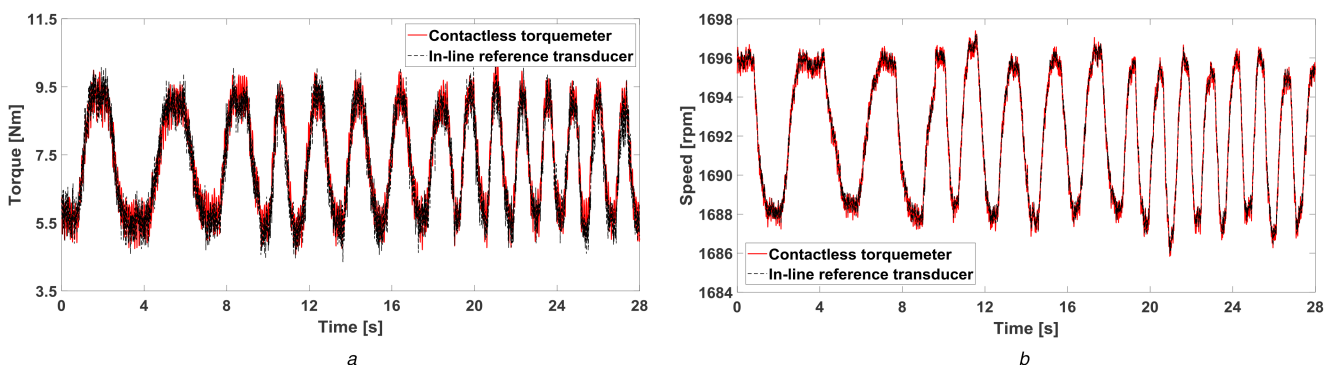 11.5
9.5
7.5
5.5
3.5
Torque [Nm]
Contactless torquemeter
In-line reference transducer
0 4 8 12 16 20 24 28
Time [s]
a
1698
1696
1694
1692
1690
1688
1686
1684
Speed [rpm]
Contactless torquemeter
In-line reference transducer
0 4 8 12 16 20 24 28
Time [s]
b